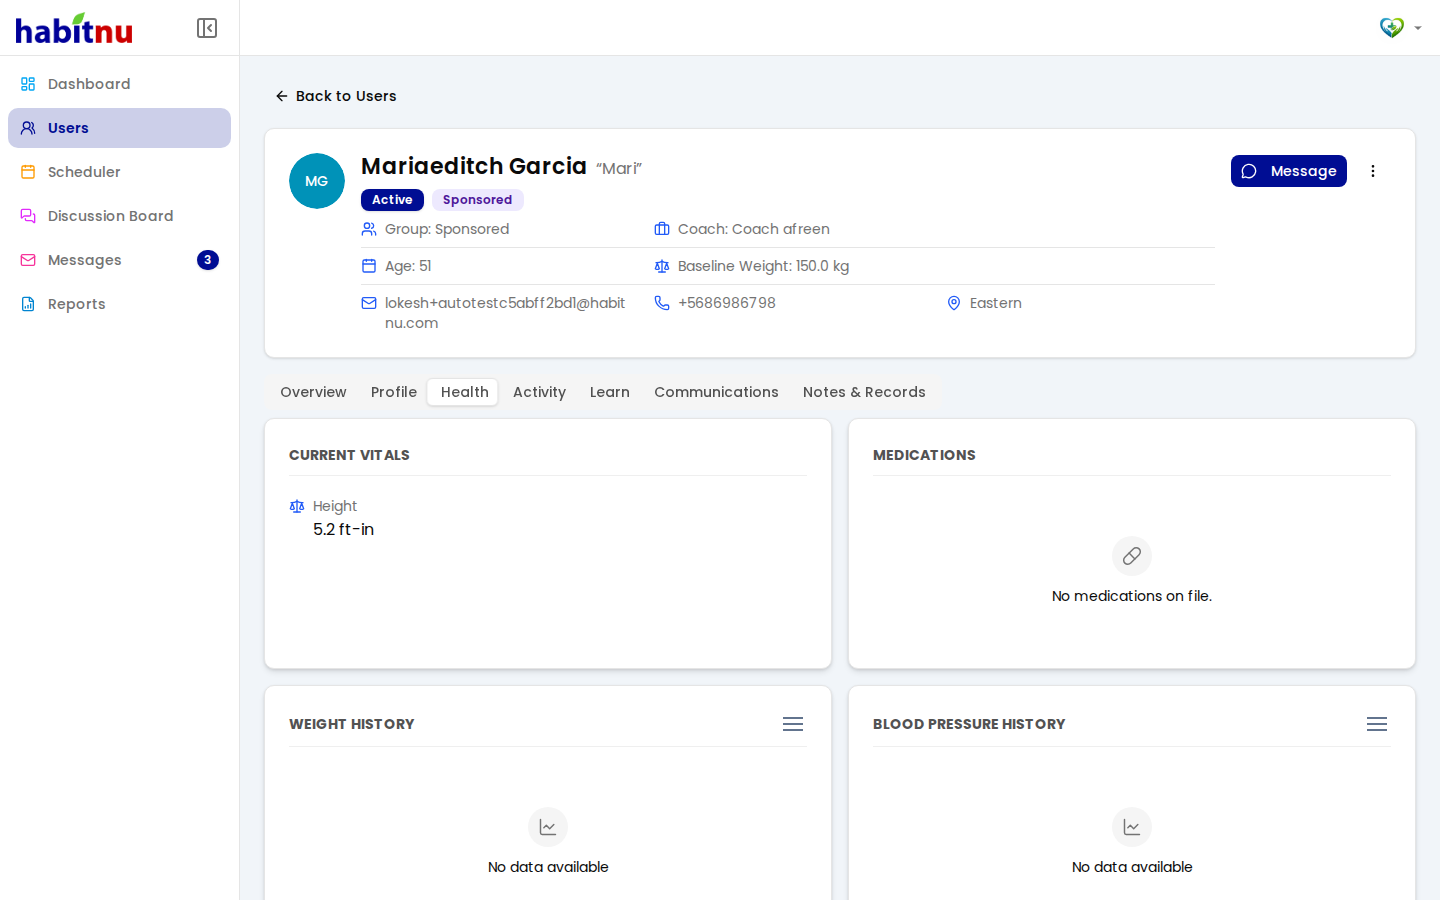 habitnu
Dashboard
Users
Scheduler
Discussion Board
Messages
3
Reports
Back to Users
MG
Mariaeditch Garcia “Mari”
Active
Sponsored
Message
Group: Sponsored
Coach: Coach afreen
Age: 51
Baseline Weight: 150.0 kg
lokesh+autotestc5abff2bd1@habit
nu.com
+5686986798
Eastern
Overview
Profile
Health
Activity
Learn
Communications
Notes & Records
CURRENT VITALS
Height
5.2 ft-in
MEDICATIONS
No medications on file.
WEIGHT HISTORY
No data available
BLOOD PRESSURE HISTORY
No data available